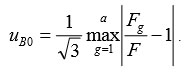 u_{B0} = \frac{1}{\sqrt{3}} \max_{g=1}^{a} \left| \frac{F_g}{F} - 1 \right| .